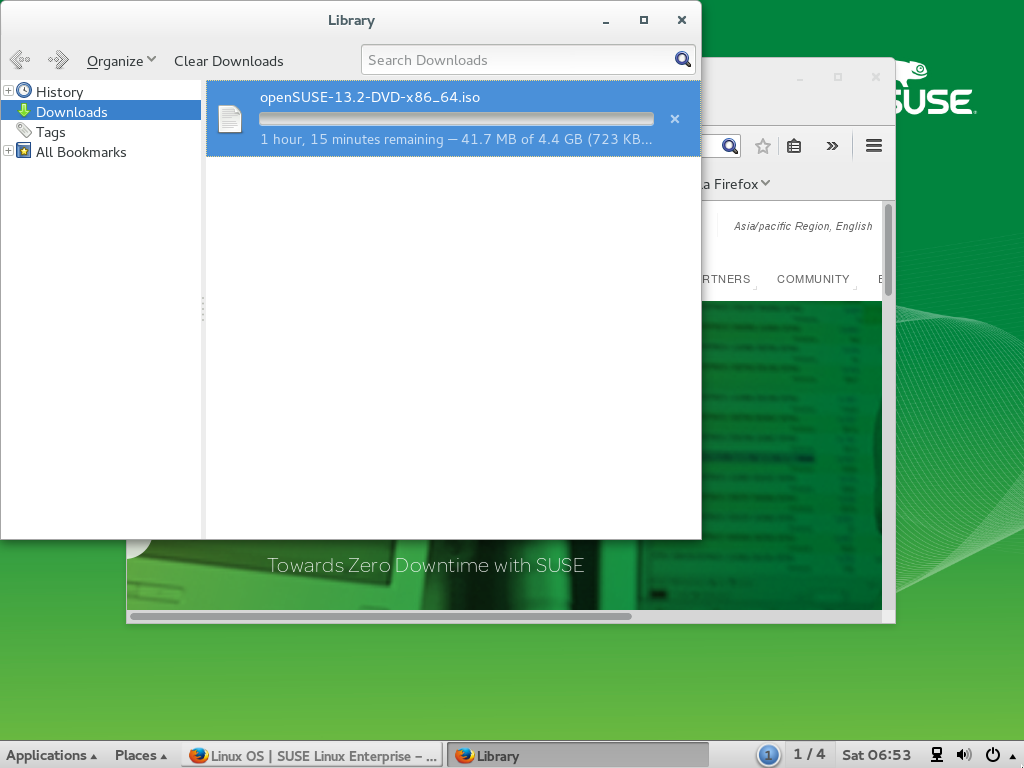 Library
Organize
Clear Downloads
Search Downloads
History
Downloads
Tags
All Bookmarks
openSUSE-13.2-DVD-x86_64.iso
1 hour, 15 minutes remaining — 41.7 MB of 4.4 GB (723 KB...
SUSE.
a Firefox
Asia/pacific Region, English
RTNERS
COMMUNITY
Towards Zero Downtime with SUSE
Applications
Places
Linux OS | SUSE Linux Enterprise – ...
Library
1
1 / 4
Sat 06:53